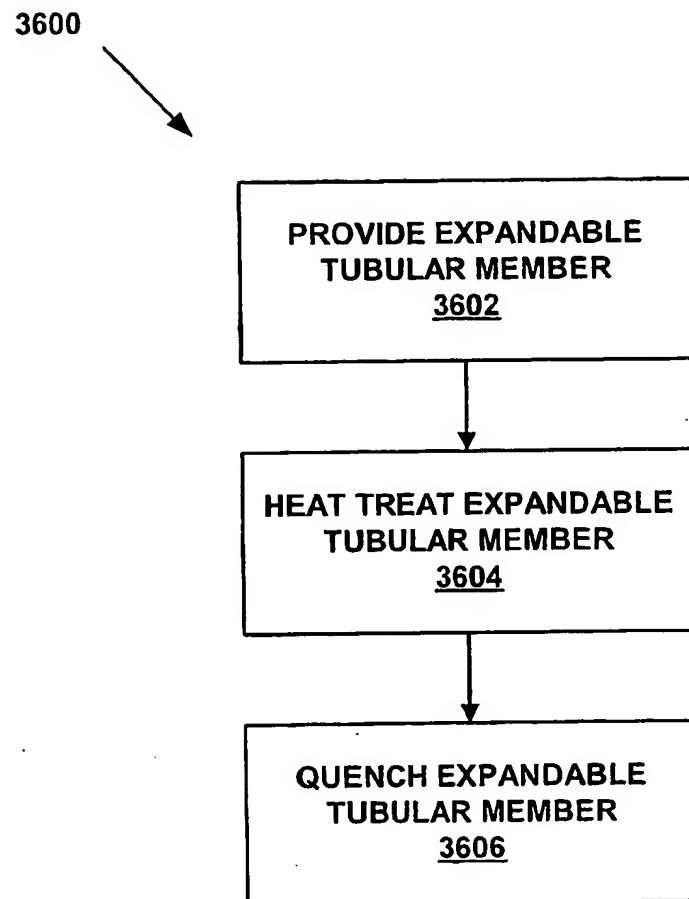 3600
PROVIDE EXPANDABLE
TUBULAR MEMBER
3602
HEAT TREAT EXPANDABLE
TUBULAR MEMBER
3604
QUENCH EXPANDABLE
TUBULAR MEMBER
3606